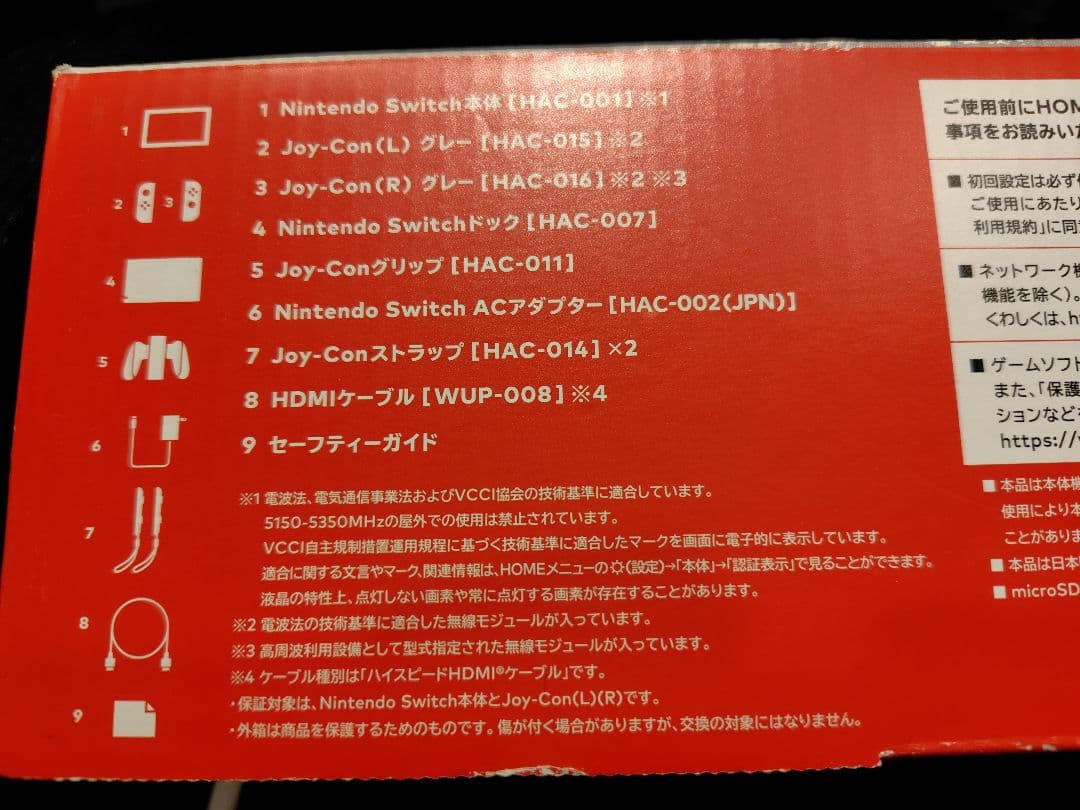 1 Nintendo Switch本体[HAC-001]※1
2 Joy-Con(L) グレー[HAC-015]※2
3 Joy-Con(R) グレー[HAC-016]※2 ※3
4 Nintendo Switchドック[HAC-007]
5 Joy-Conグリップ[HAC-011]
6 Nintendo Switch ACアダプター[HAC-002(JPN)]
7 Joy-Conストラップ[HAC-014]×2
8 HDMIケーブル[WUP-008]※4
9 セーフティーガイド
1
2
3
4
5
6
7
8
9
※1 電波法、電気通信事業法およびVCCI協会の技術基準に適合しています。
5150-5350MHzの屋外での使用は禁止されています。
VCCI自主規制措置運用規程に基づく技術基準に適合したマークを画面に電子的に表示しています。
適合に関する文言やマーク、関連情報は、HOMEメニューの(設定)→「本体」→「認証表示」で見ることができます。
液晶の特性上、点灯しない画素や常に点灯する画素が存在することがあります。
※2 電波法の技術基準に適合した無線モジュールが入っています。
※3 高周波利用設備として型式指定された無線モジュールが入っています。
※4 ケーブル種別は「ハイスピードHDMI®ケーブル」です。
・保証対象は、Nintendo Switch本体とJoy-Con(L)(R)です。
・外箱は商品を保護するためのものです。傷が付く場合がありますが、交換の対象にはなりません。
ご使用前にHOM
事項をお読みいた
■ 初回設定は必ず
ご使用にあたり
利用規約」に同
■ ネットワーク
機能を除く)。
くわしくは、h
■ ゲームソフト
また、「保護
ションなど
https://
■ 本品は本体機
使用により本
ことがありま
■ 本品は日本
■ microSD